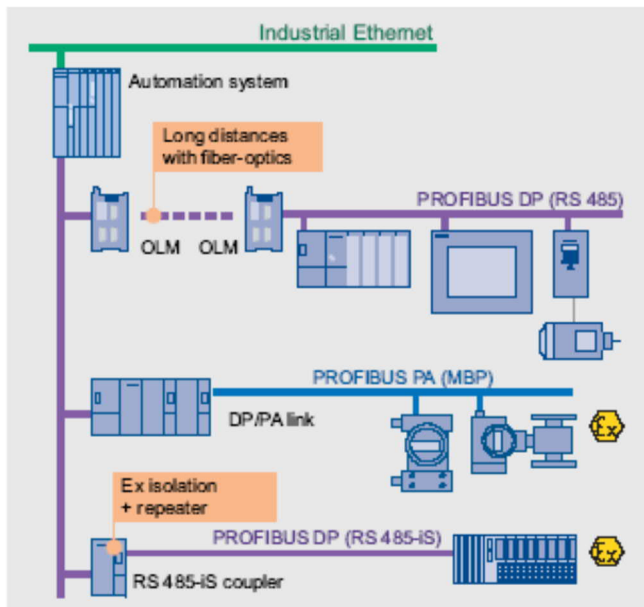 Industrial Ethernet
Automation system
Long distances
with fiber-optics
PROFIBUS DP (RS 485)
OLM
OLM
PROFIBUS PA (MBP)
DP/PA link
Ex
Ex isolation
+ repeater
PROFIBUS DP (RS 485-iS)
Ex
RS 485-iS coupler